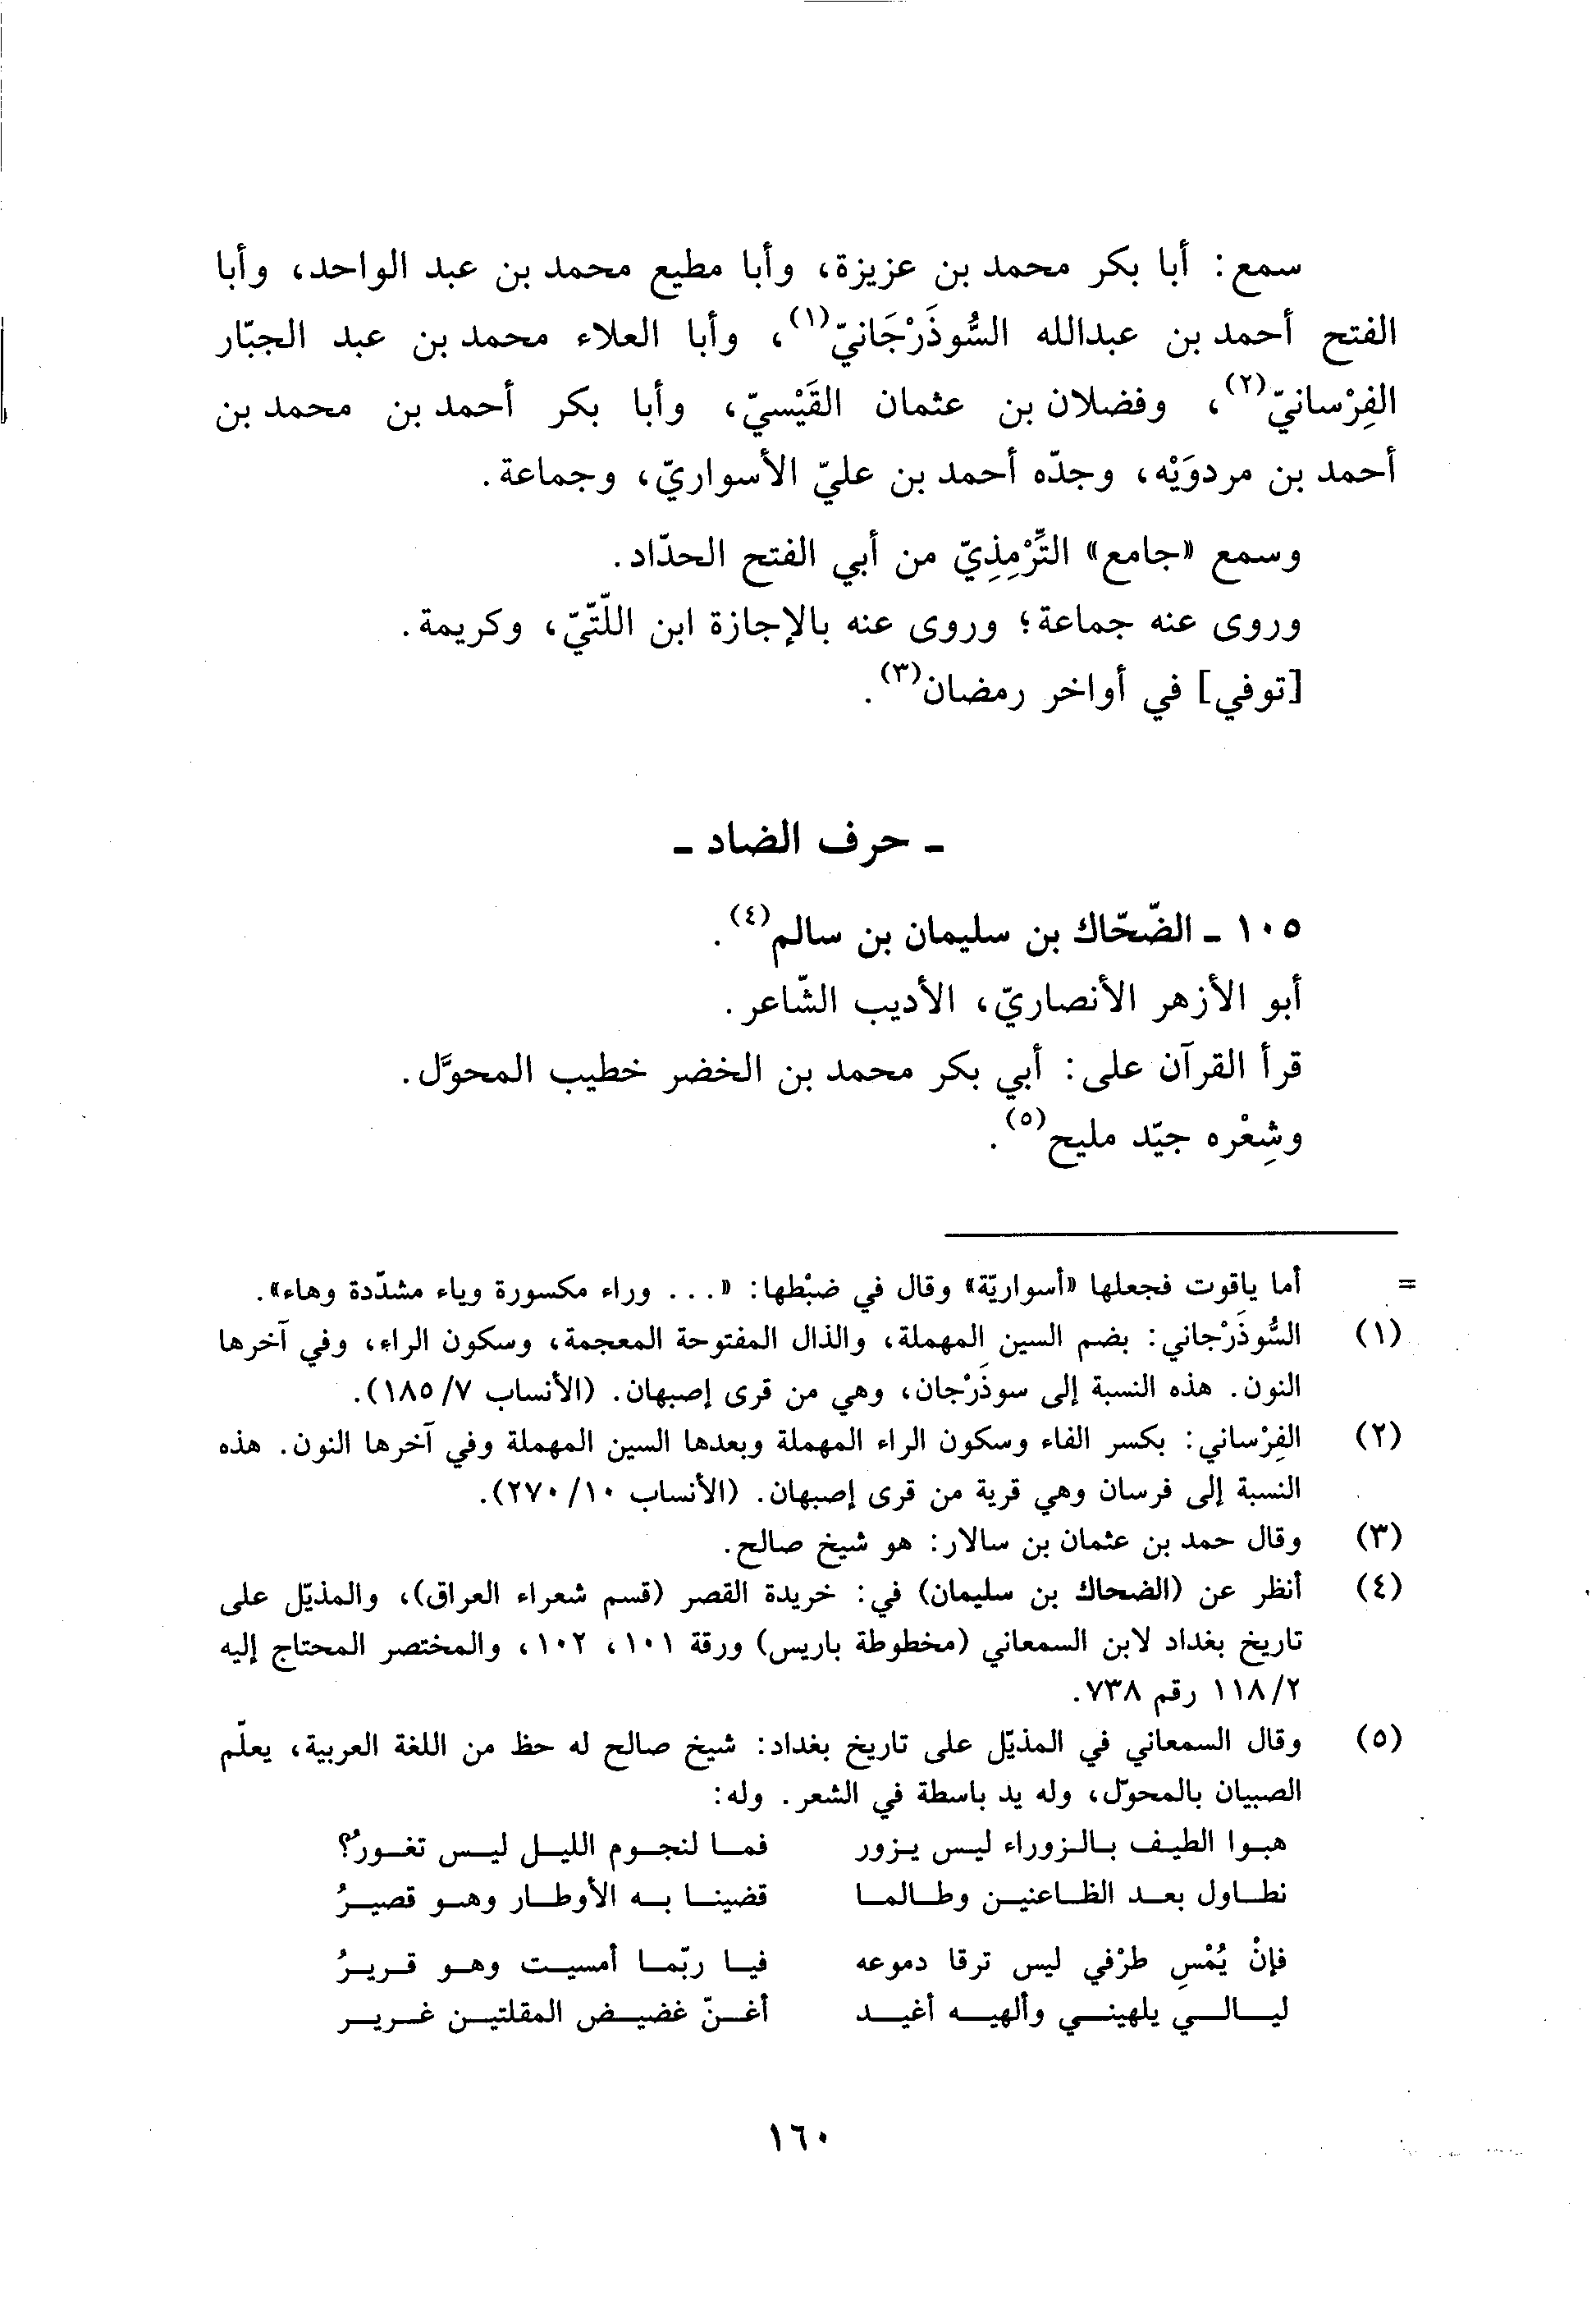 سمع: أبا بكر محمد بن عزيزة، وأبا مطيع محمد بن عبد الواحد، وأبا
الفتح أحمد بن عبدالله السُّوذَرْجَانيّ(١)، وأبا العلاء محمد بن عبد الجبّار
الفِرْسانيّ(٢)، وفضلان بن عثمان القَيْسيّ، وأبا بكر أحمد بن محمد بن
أحمد بن مردوَيْه، وجدّه أحمد بن عليّ الأسواريّ، وجماعة.
وسمع «جامع» التِّرْمِذِيّ من أبي الفتح الحدّاد.
وروى عنه جماعة؛ وروى عنه بالإجازة ابن اللّتّيّ، وكريمة.
[توفي] في أواخر رمضان(٣).
ـ حرف الضاد ـ
١٠٥ ـ الضّحّاك بن سليمان بن سالم(٤).
أبو الأزهر الأنصاريّ، الأديب الشّاعر.
قرأ القرآن على: أبي بكر محمد بن الخضر خطيب المحوَّل.
وشِعْره جيّد مليح(٥).
= أما ياقوت فجعلها «أسواريّة» وقال في ضبْطها: «... وراء مكسورة وياء مشدّدة وهاء».
(١) السُّوذَرْجاني: بضم السين المهملة، والذال المفتوحة المعجمة، وسكون الراء، وفي آخرها
النون. هذه النسبة إلى سوذَرْجان، وهي من قرى إصبهان. (الأنساب ٧/١٨٥).
(٢) الفِرْساني: بكسر الفاء وسكون الراء المهملة وبعدها السين المهملة وفي آخرها النون. هذه
النسبة إلى فرسان وهي قرية من قرى إصبهان. (الأنساب ١٠/٢٧٠).
(٣) وقال حمد بن عثمان بن سالار: هو شيخ صالح.
(٤) أنظر عن (الضحاك بن سليمان) في: خريدة القصر (قسم شعراء العراق)، والمذيّل على
تاريخ بغداد لابن السمعاني (مخطوطة باريس) ورقة ١٠١، ١٠٢، والمختصر المحتاج إليه
٢/١١٨ رقم ٧٣٨.
(٥) وقال السمعاني في المذيّل على تاريخ بغداد: شيخ صالح له حظ من اللغة العربية، يعلّم
الصبيان بالمحوّل، وله يد باسطة في الشعر. وله:
هبوا الطيف بالزوراء ليس يزور فما لنجوم الليل ليس تغورُ؟
نطاول بعد الظاعنين وطالما قضينا به الأوطار وهو قصيرُ
فإنْ يُمْسِ طرْفي ليس ترقا دموعه فيا ربّما أمسيت وهو قريرُ
ليالي يلهيني وألهيه أغيد أغنّ غضيض المقلتين غرير
١٦٠